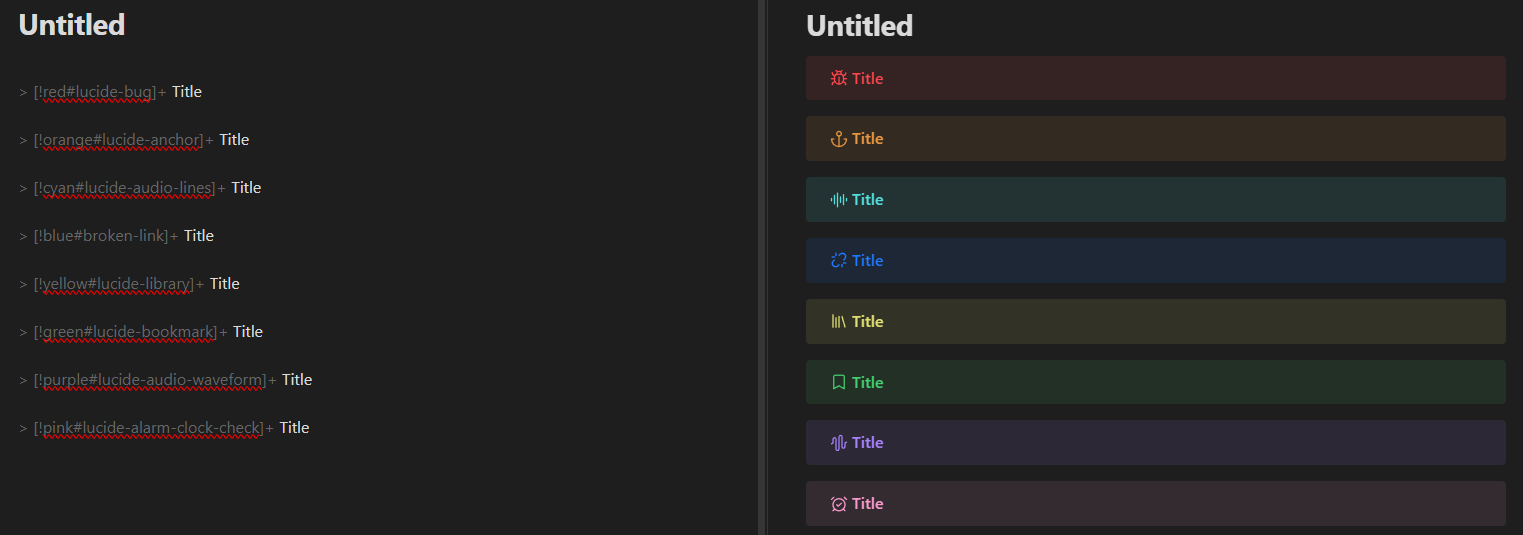 Untitled
> [!red#lucide-bug]+ Title
> [!orange#lucide-anchor]+ Title
> [!cyan#lucide-audio-lines]+ Title
> [!blue#broken-link]+ Title
> [!yellow#lucide-library]+ Title
> [!green#lucide-bookmark]+ Title
> [!purple#lucide-audio-waveform]+ Title
> [!pink#lucide-alarm-clock-check]+ Title
Untitled
Title
Title
Title
Title
Title
Title
Title
Title